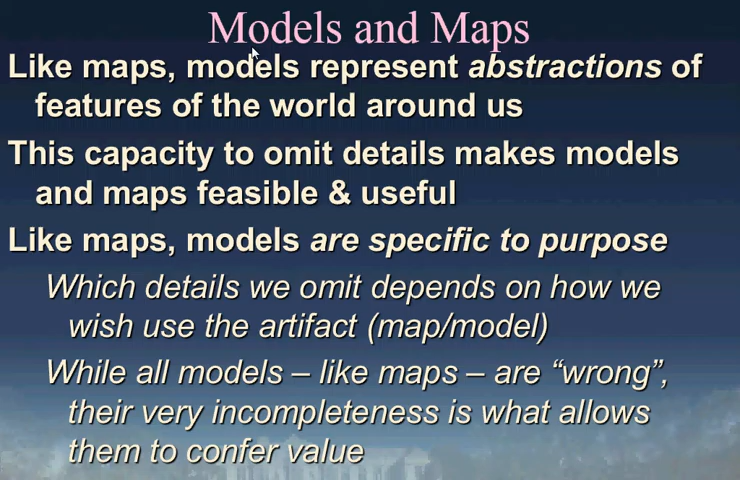 Models and Maps
Like maps, models represent abstractions of
features of the world around us
This capacity to omit details makes models
and maps feasible & useful
Like maps, models are specific to purpose
Which details we omit depends on how we
wish use the artifact (map/model)
While all models – like maps – are “wrong”,
their very incompleteness is what allows
them to confer value